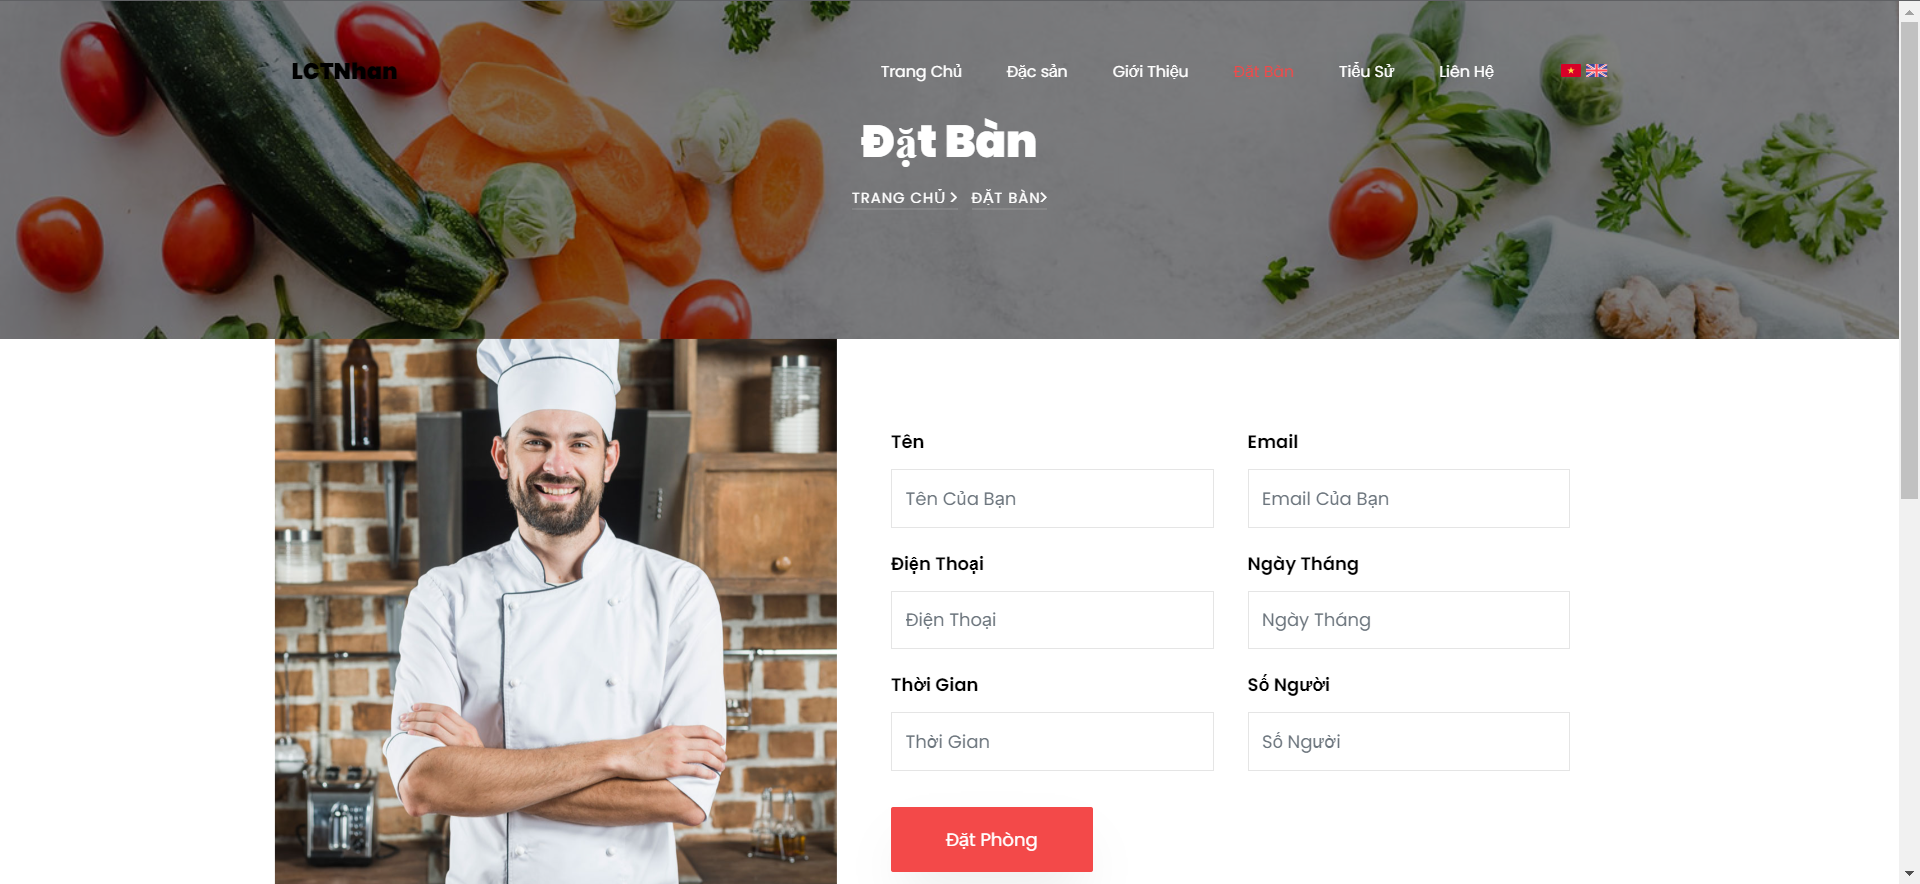 LCTNhan Trang Chủ Đặc sản Giới Thiệu Đặt Bàn Tiểu Sử Liên Hệ
Đặt Bàn
TRANG CHỦ > ĐẶT BÀN>
Tên Email
Tên Của Bạn Email Của Bạn
Điện Thoại Ngày Tháng
Điện Thoại Ngày Tháng
Thời Gian Số Người
Thời Gian Số Người
Đặt Phòng